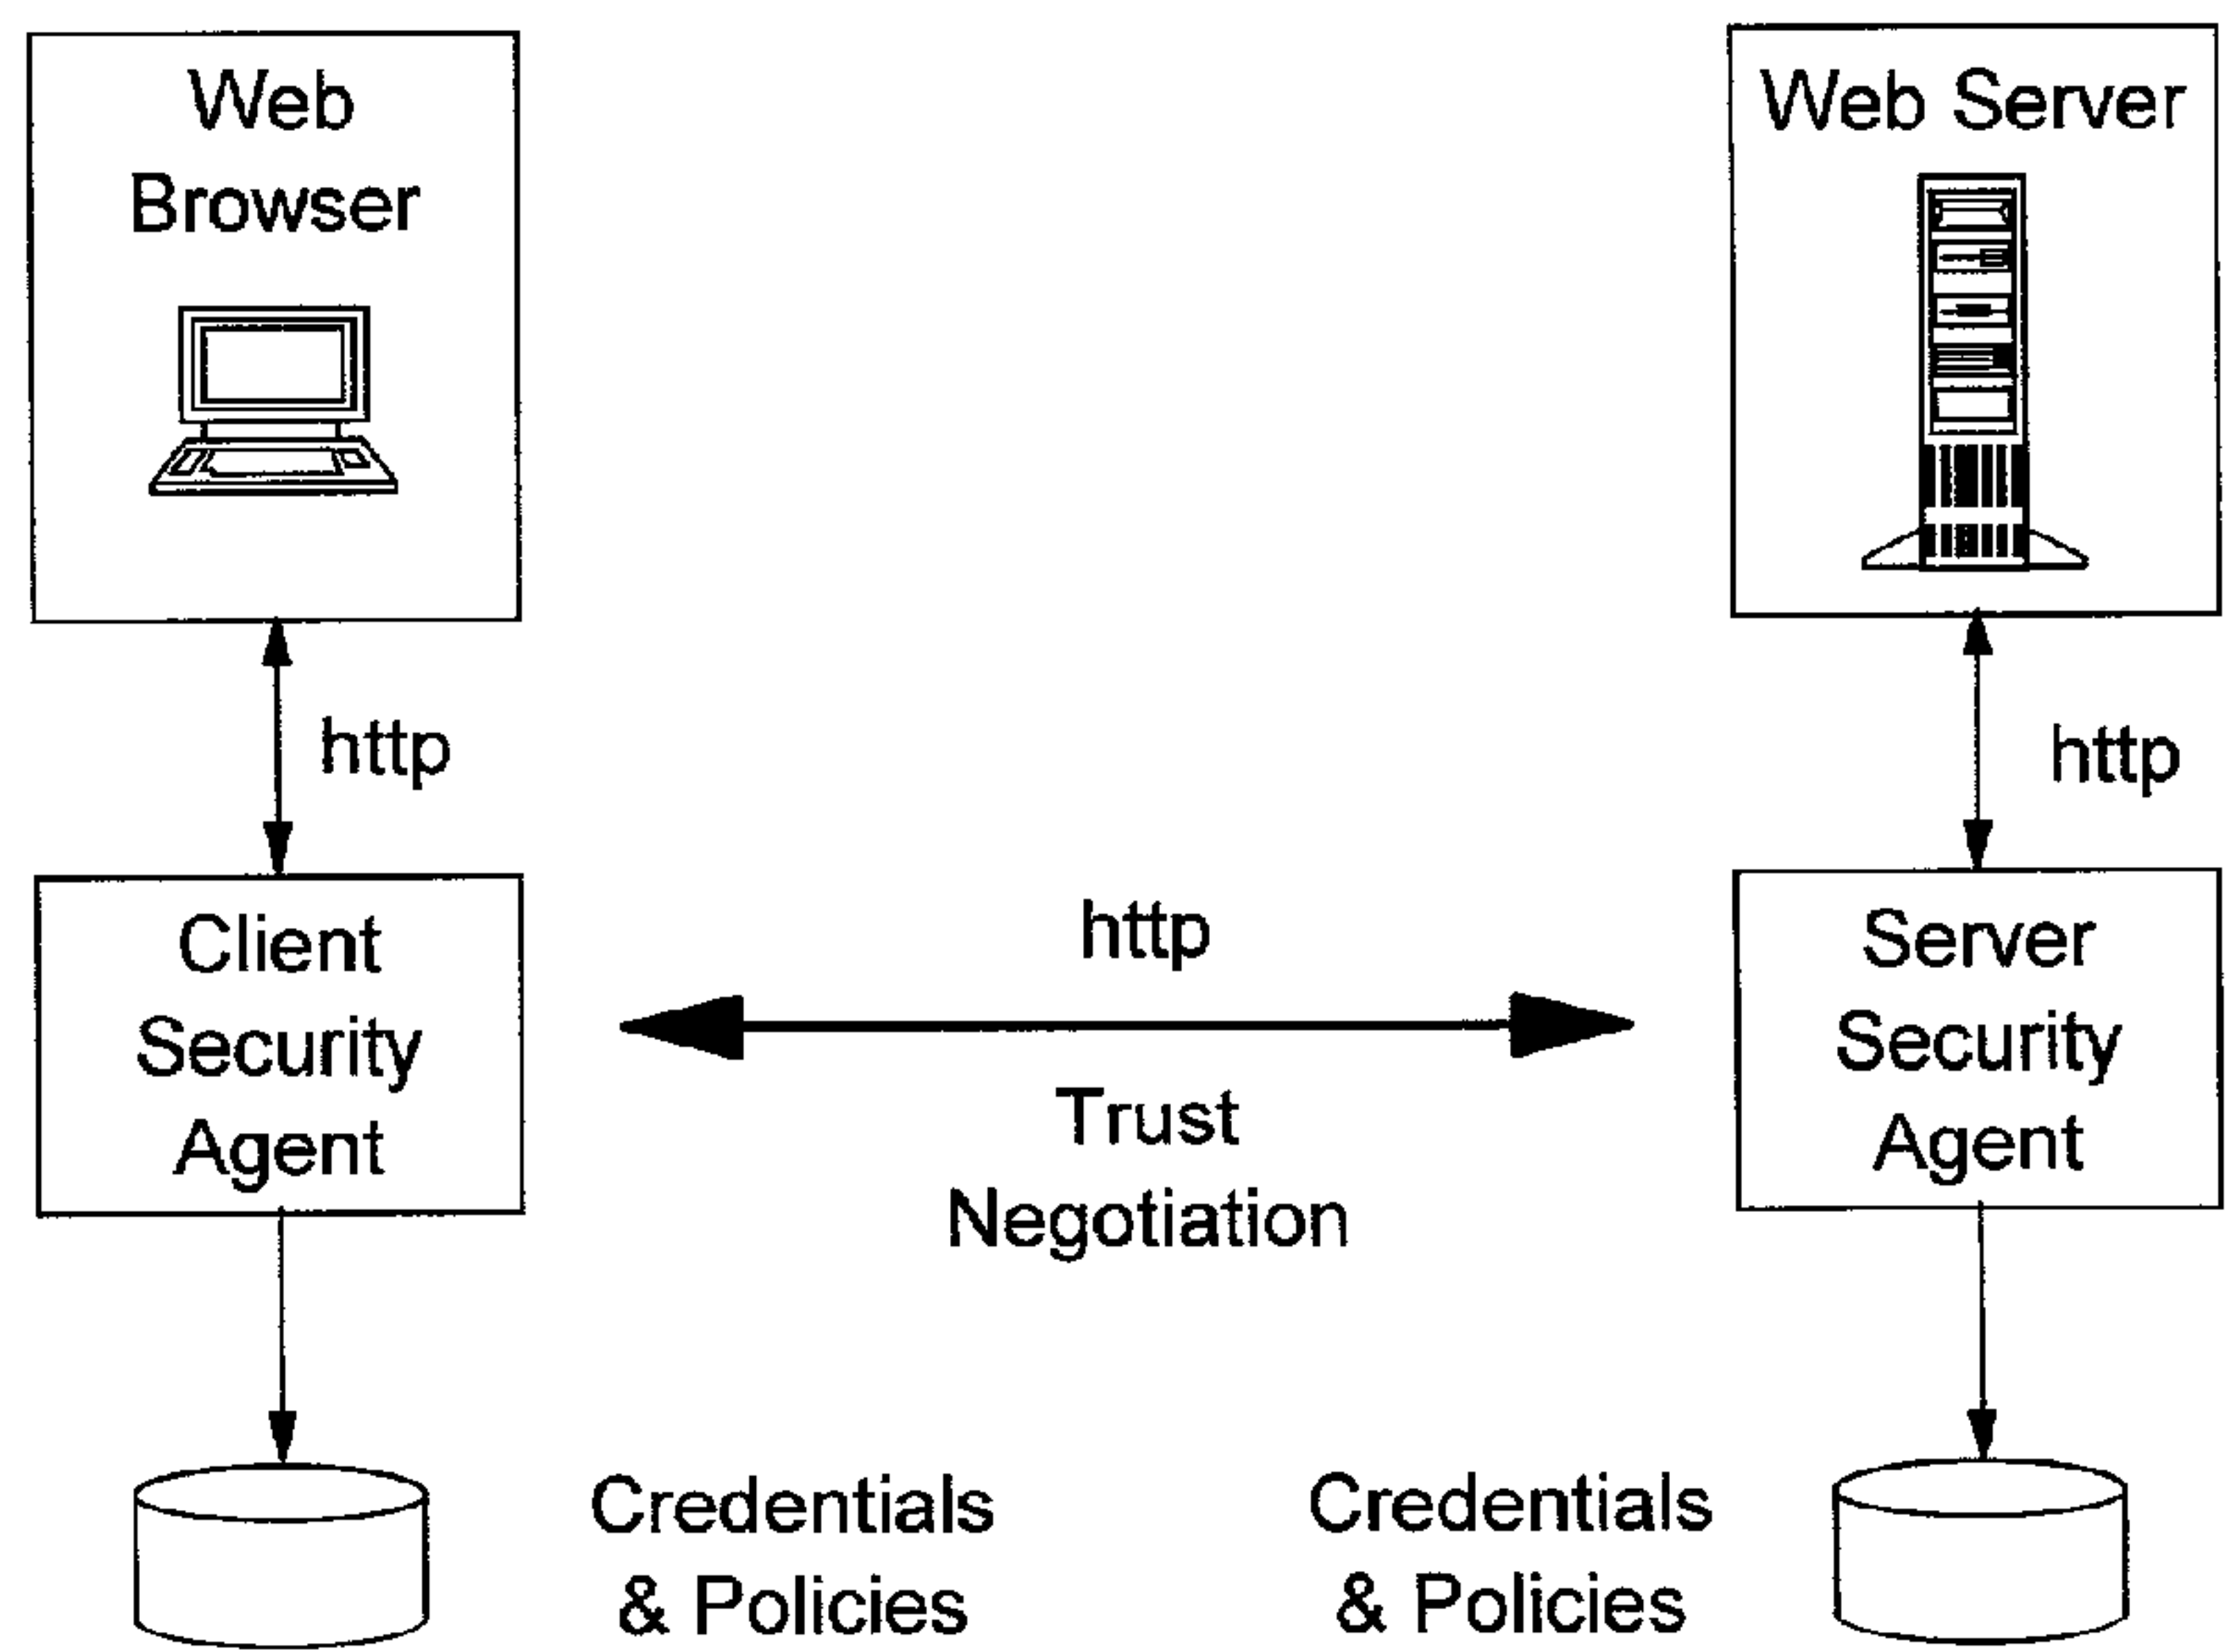 Web
Browser
Web Server
http
http
Client
Security
Agent
http
Trust
Negotiation
Server
Security
Agent
Credentials
& Policies
Credentials
& Policies